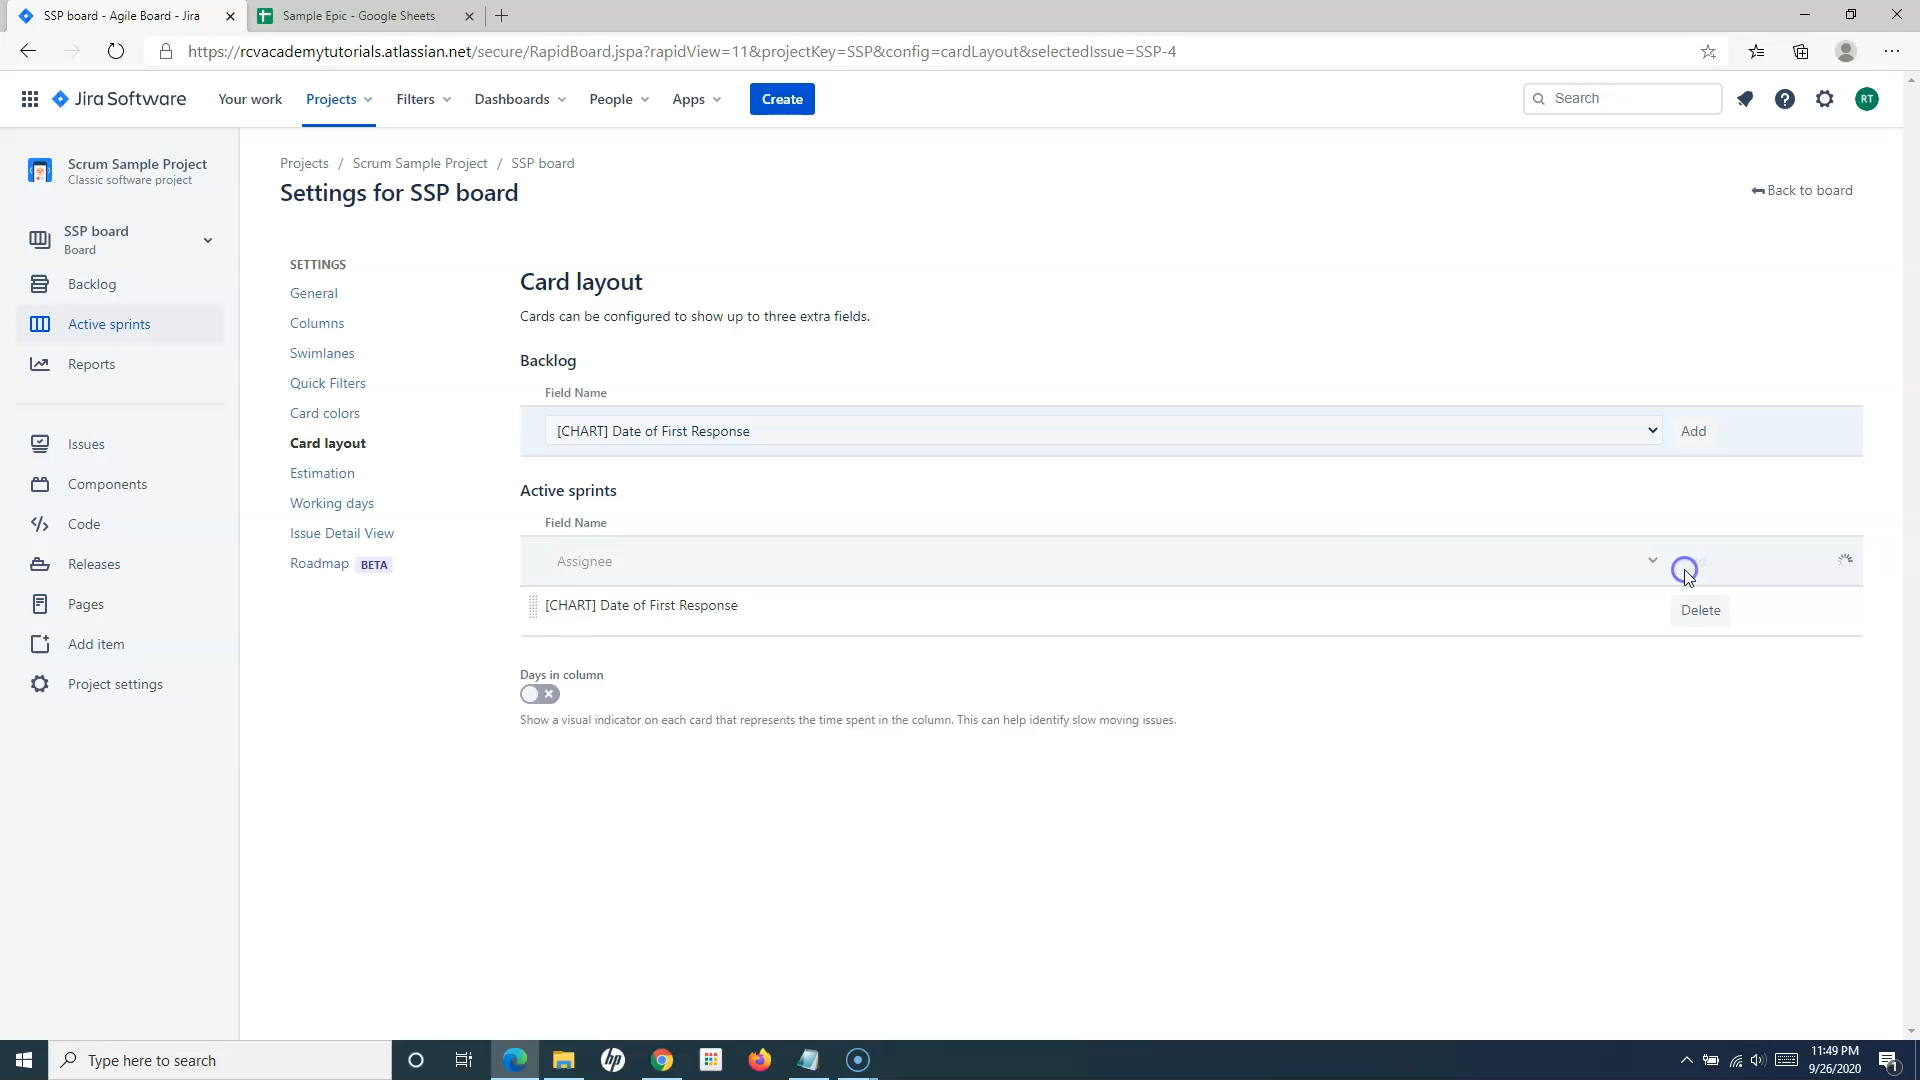 SSP board - Agile Board - Jira
Sample Epic - Google Sheets
https://rcvacademytutorials.atlassian.net/secure/RapidBoard.jspa?rapidView=11&projectKey=SSP&config=cardLayout&selectedIssue=SSP-4
Jira Software
Your work
Projects
Filters
Dashboards
People
Apps
Create
Search
RT
Scrum Sample Project
Classic software project
SSP board
Board
Backlog
Active sprints
Reports
Issues
Components
Code
Releases
Pages
Add item
Project settings
Projects / Scrum Sample Project / SSP board
Settings for SSP board
Back to board
SETTINGS
General
Columns
Swimlanes
Quick Filters
Card colors
Card layout
Estimation
Working days
Issue Detail View
Roadmap BETA
Card layout
Cards can be configured to show up to three extra fields.
Backlog
Field Name
[CHART] Date of First Response
Add
Active sprints
Field Name
Assignee
[CHART] Date of First Response
Delete
Days in column
Show a visual indicator on each card that represents the time spent in the column. This can help identify slow moving issues.
Type here to search
hp
11:49 PM
9/26/2020
1